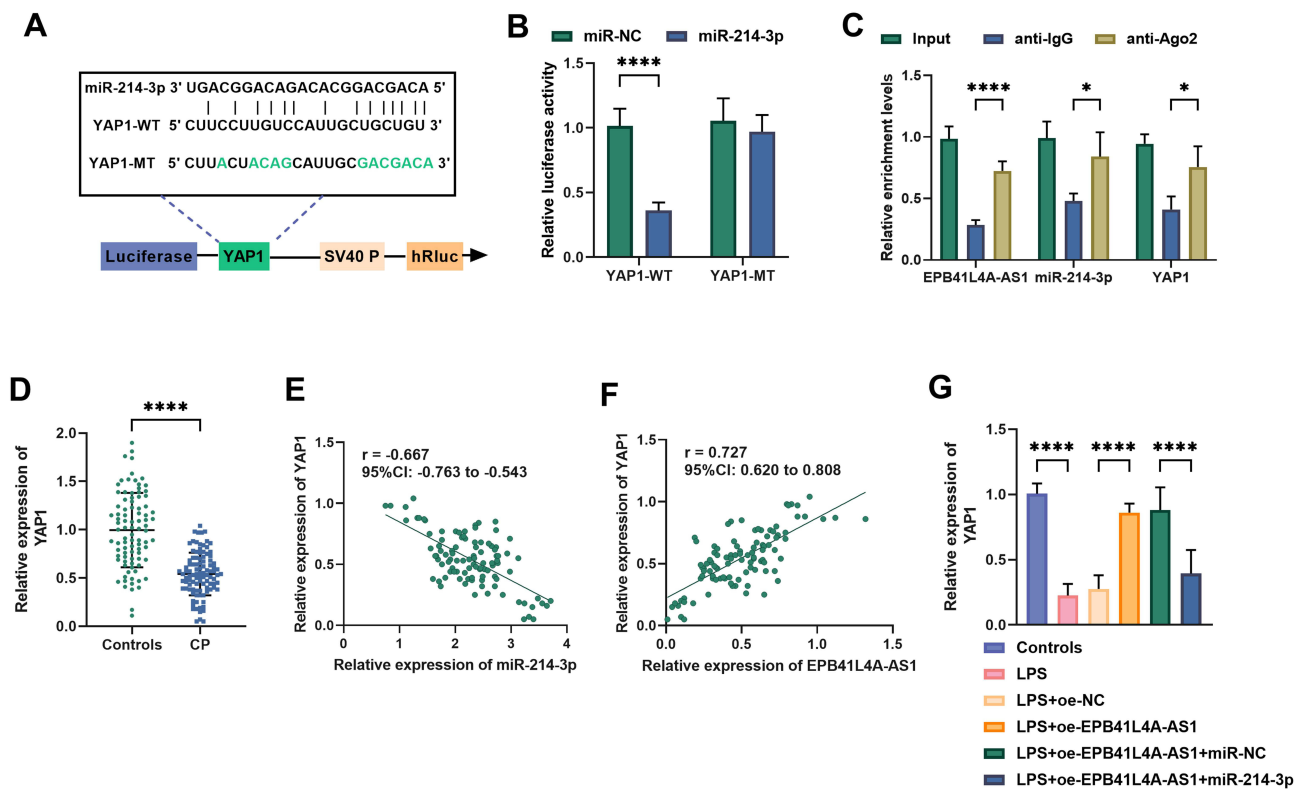 A
miR-214-3p 3' UGACGGACAGACACGGACGACA 5'
YAP1-WT 5' CUUCCUUGUCCAUUGCUGCUGU 3'
YAP1-MT 5' CUUACUACAGCAUUGCGACGACA 3'
Luciferase YAP1 SV40 P hRluc
B
miR-NC miR-214-3p
Relative luciferase activity
1.5
1.0
0.5
0.0
****
YAP1-WT YAP1-MT
C
Input anti-IgG anti-Ago2
Relative enrichment levels
1.5
1.0
0.5
0.0
**** * *
EPB41L4A-AS1 miR-214-3p YAP1
D
Relative expression of
YAP1
2.0
1.5
1.0
0.5
0.0
****
Controls CP
E
Relative expression of YAP1
1.5
1.0
0.5
0.0
r = -0.667
95%CI: -0.763 to -0.543
0 1 2 3 4
Relative expression of miR-214-3p
F
Relative expression of YAP1
1.5
1.0
0.5
0.0
r = 0.727
95%CI: 0.620 to 0.808
0.0 0.5 1.0 1.5
Relative expression of EPB41L4A-AS1
G
Relative expression of
YAP1
1.5
1.0
0.5
0.0
**** **** ****
Controls
LPS
LPS+oe-NC
LPS+oe-EPB41L4A-AS1
LPS+oe-EPB41L4A-AS1+miR-NC
LPS+oe-EPB41L4A-AS1+miR-214-3p